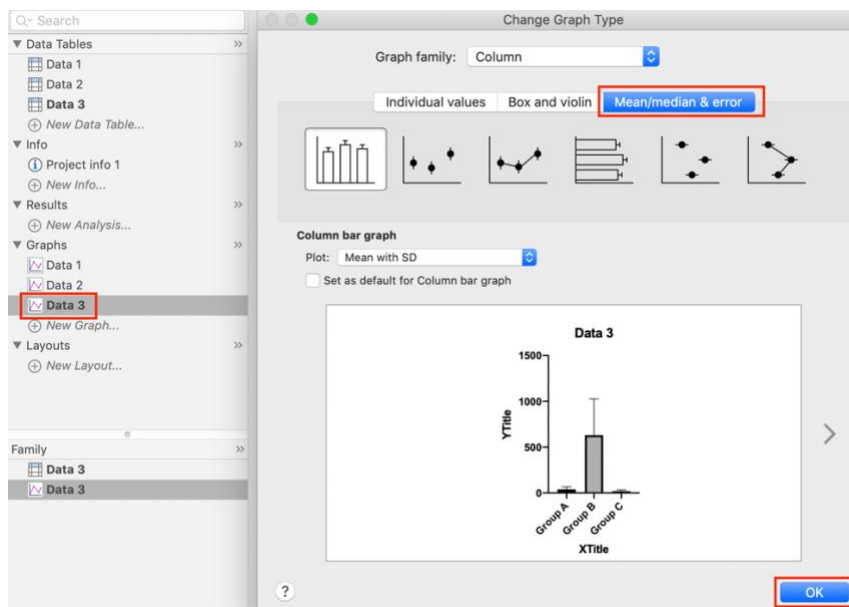 Search
Data Tables
Data 1
Data 2
Data 3
New Data Table...
Info
Project info 1
New Info...
Results
New Analysis...
Graphs
Data 1
Data 2
Data 3
New Graph...
Layouts
New Layout...
Family
Data 3
Data 3
Change Graph Type
Graph family: Column
Individual values Box and violin Mean/median & error
Column bar graph
Plot: Mean with SD
Set as default for Column bar graph
Data 3
1500
1000
500
0
YTitle
Group A Group B Group C
XTitle
? OK